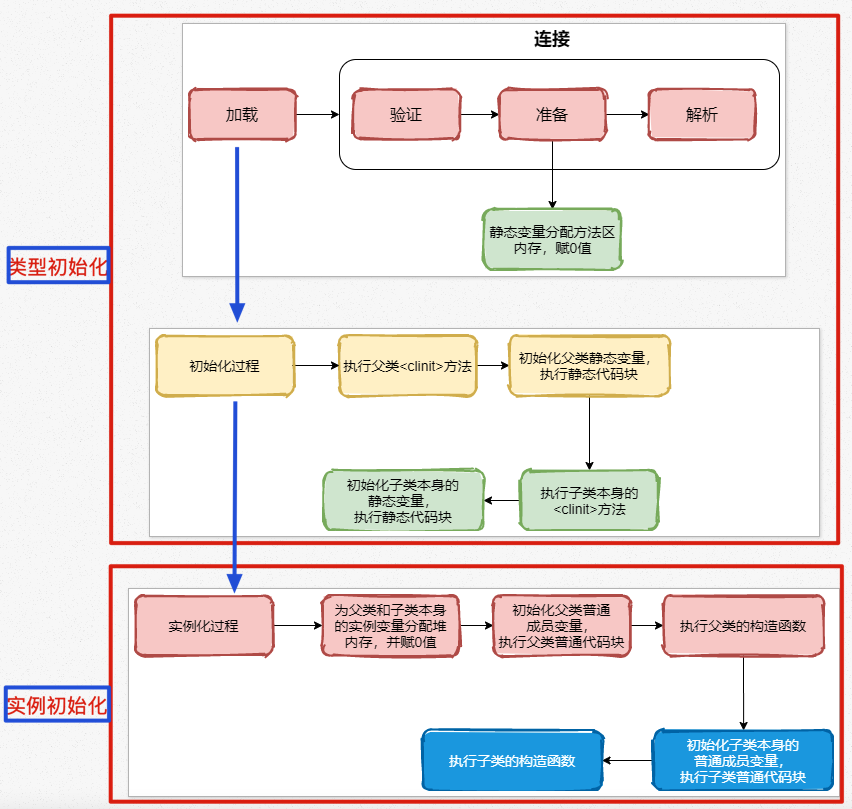 连接
加载
验证
准备
解析
静态变量分配方法区
内存，赋0值
类型初始化
初始化过程
执行父类<clinit>方法
初始化父类静态变量，
执行静态代码块
初始化子类本身的
静态变量，
执行静态代码块
执行子类本身的
<clinit>方法
实例化过程
为父类和子类本身
的实例变量分配堆
内存，并赋0值
初始化父类普通
成员变量，
执行父类普通代码块
执行父类的构造函数
实例初始化
执行子类的构造函数
初始化子类本身的
普通成员变量，
执行子类普通代码块